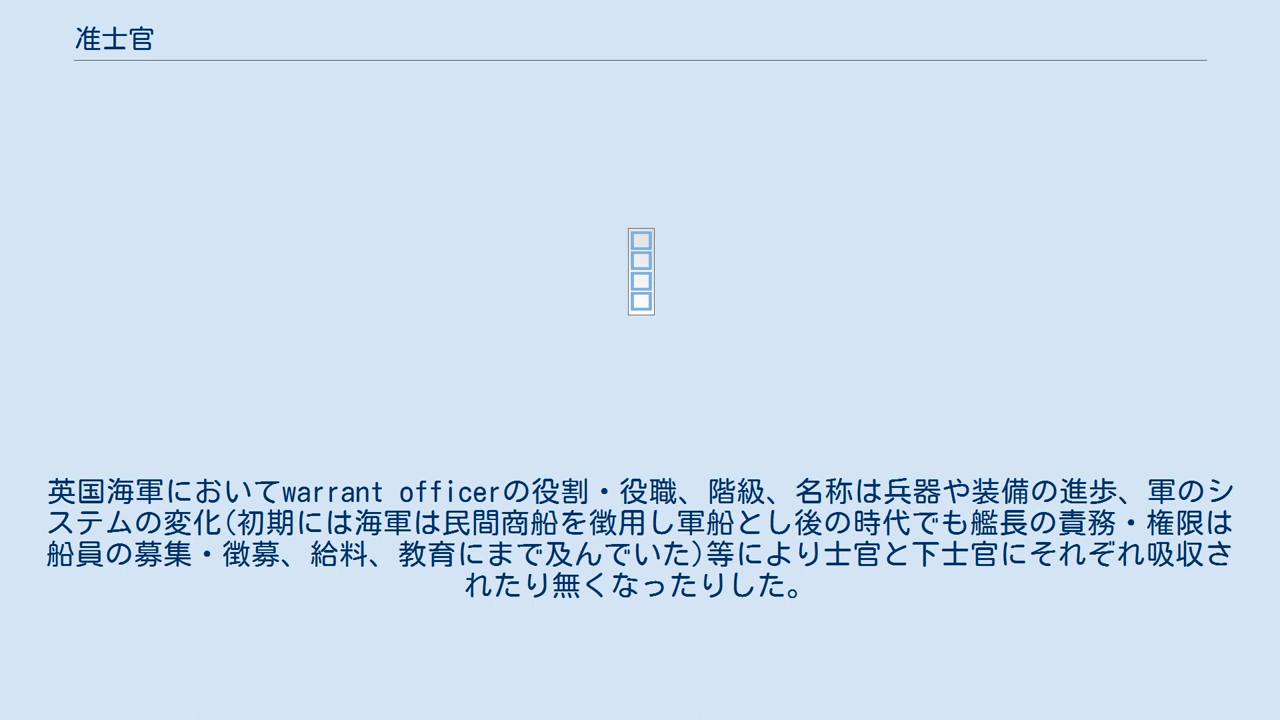 准士官
英国海軍においてwarrant officerの役割・役職、階級、名称は兵器や装備の進歩、軍のシ
ステムの変化(初期には海軍は民間商船を徴用し軍船とし後の時代でも艦長の責務・権限は
船員の募集・徴募、給料、教育にまで及んでいた)等により士官と下士官にそれぞれ吸収さ
れたり無くなったりした。